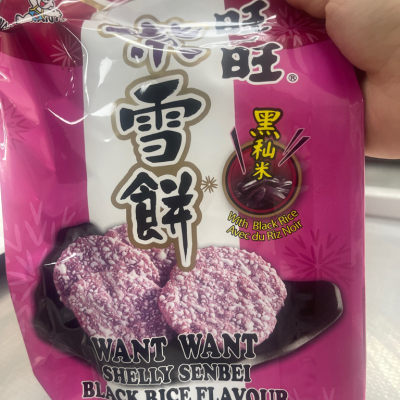 旺旺®
雪餅
黑秈米
With Black Rice
Avec du Riz Noir
WANT WANT
SHELLY SENBEI
BLACK RICE FLAVOUR